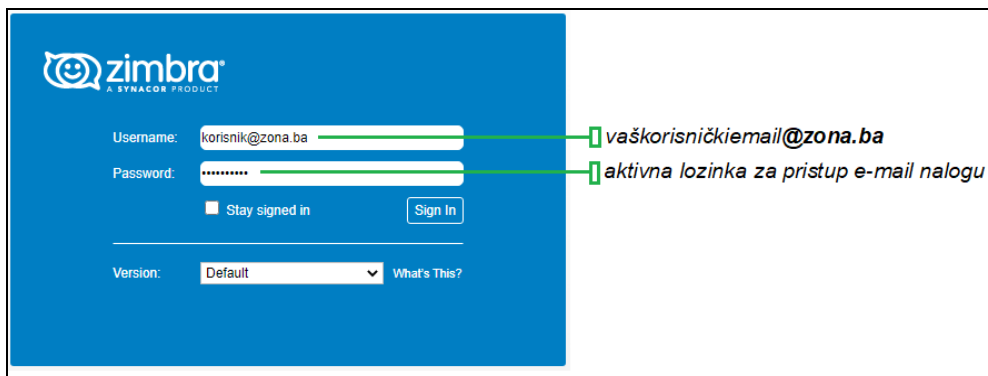 zimbra
A SYNACOR PRODUCT
Username: korisnik@zona.ba vaškorisničkiemail@zona.ba
Password: •••••••••• aktivna lozinka za pristup e-mail nalogu
Stay signed in Sign In
Version: Default What's This?